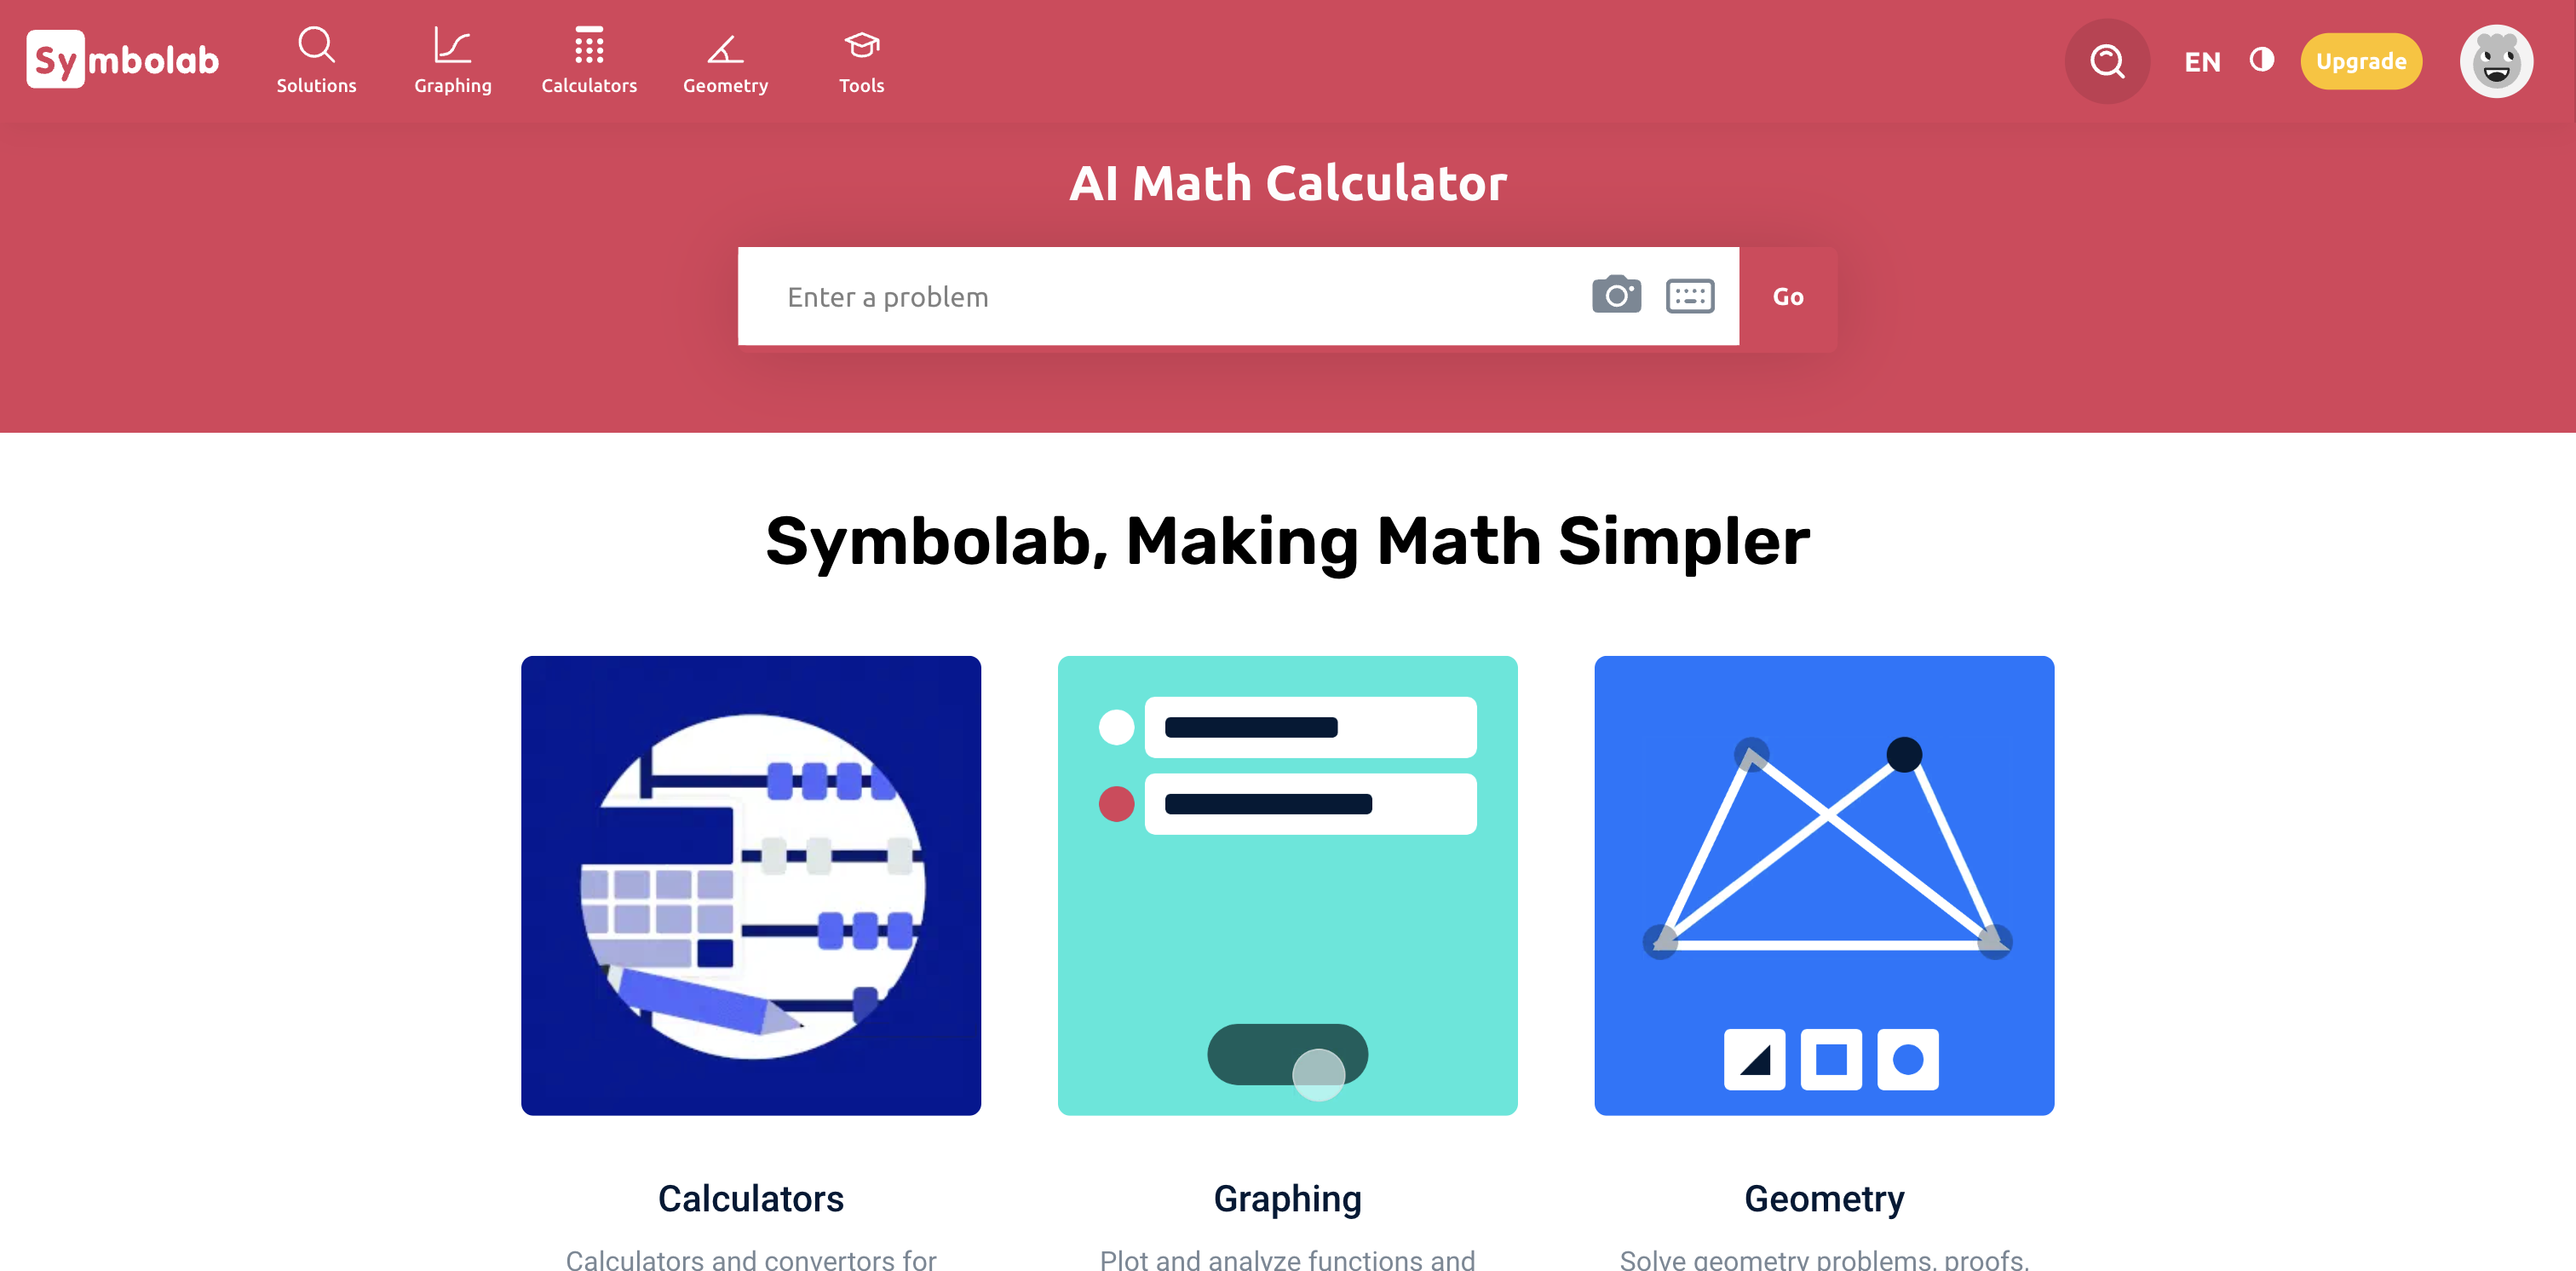 Symbolab
Solutions
Graphing
Calculators
Geometry
Tools
EN
Upgrade
AI Math Calculator
Enter a problem
Go
Symbolab, Making Math Simpler
Calculators
Graphing
Geometry
Calculators and convertors for
Plot and analyze functions and
Solve geometry problems, proofs,